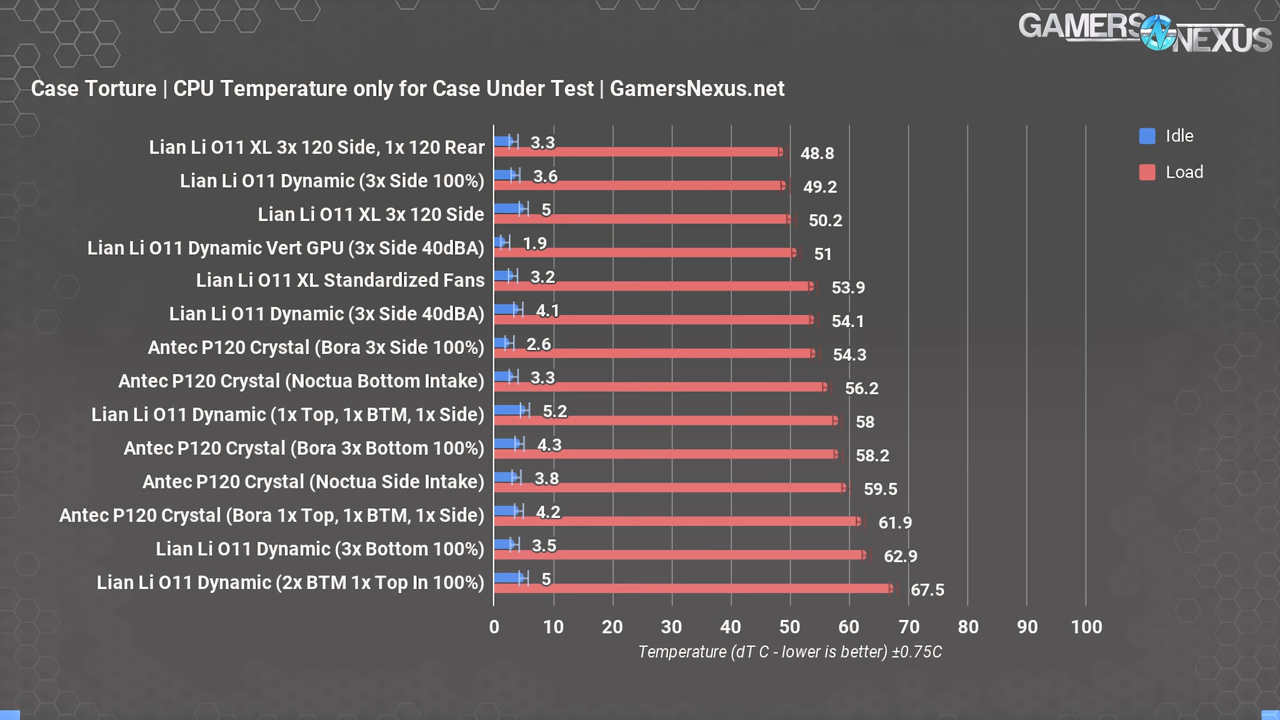 GAMERS NEXUS
Case Torture | CPU Temperature only for Case Under Test | GamersNexus.net
Idle
Load
Lian Li O11 XL 3x 120 Side, 1x 120 Rear 3.3 48.8
Lian Li O11 Dynamic (3x Side 100%) 3.6 49.2
Lian Li O11 XL 3x 120 Side 5 50.2
Lian Li O11 Dynamic Vert GPU (3x Side 40dBA) 1.9 51
Lian Li O11 XL Standardized Fans 3.2 53.9
Lian Li O11 Dynamic (3x Side 40dBA) 4.1 54.1
Antec P120 Crystal (Bora 3x Side 100%) 2.6 54.3
Antec P120 Crystal (Noctua Bottom Intake) 3.3 56.2
Lian Li O11 Dynamic (1x Top, 1x BTM, 1x Side) 5.2 58
Antec P120 Crystal (Bora 3x Bottom 100%) 4.3 58.2
Antec P120 Crystal (Noctua Side Intake) 3.8 59.5
Antec P120 Crystal (Bora 1x Top, 1x BTM, 1x Side) 4.2 61.9
Lian Li O11 Dynamic (3x Bottom 100%) 3.5 62.9
Lian Li O11 Dynamic (2x BTM 1x Top In 100%) 5 67.5
0 10 20 30 40 50 60 70 80 90 100
Temperature (dT C - lower is better) ±0.75C